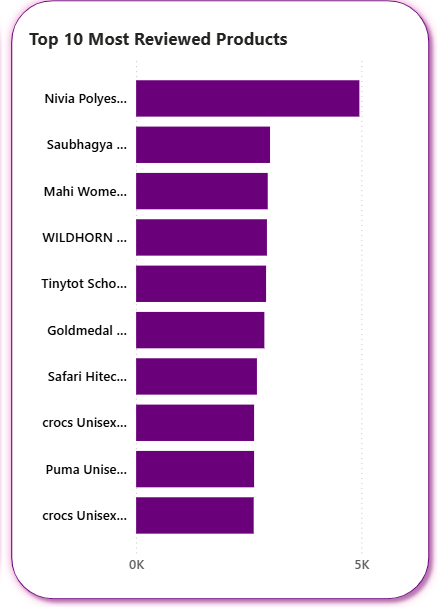 Top 10 Most Reviewed Products
Nivia Polyes...
Saubhagya ...
Mahi Wome...
WILDHORN ...
Tinytot Scho...
Goldmedal ...
Safari Hitec...
crocs Unisex...
Puma Unise...
crocs Unisex...
0K 5K